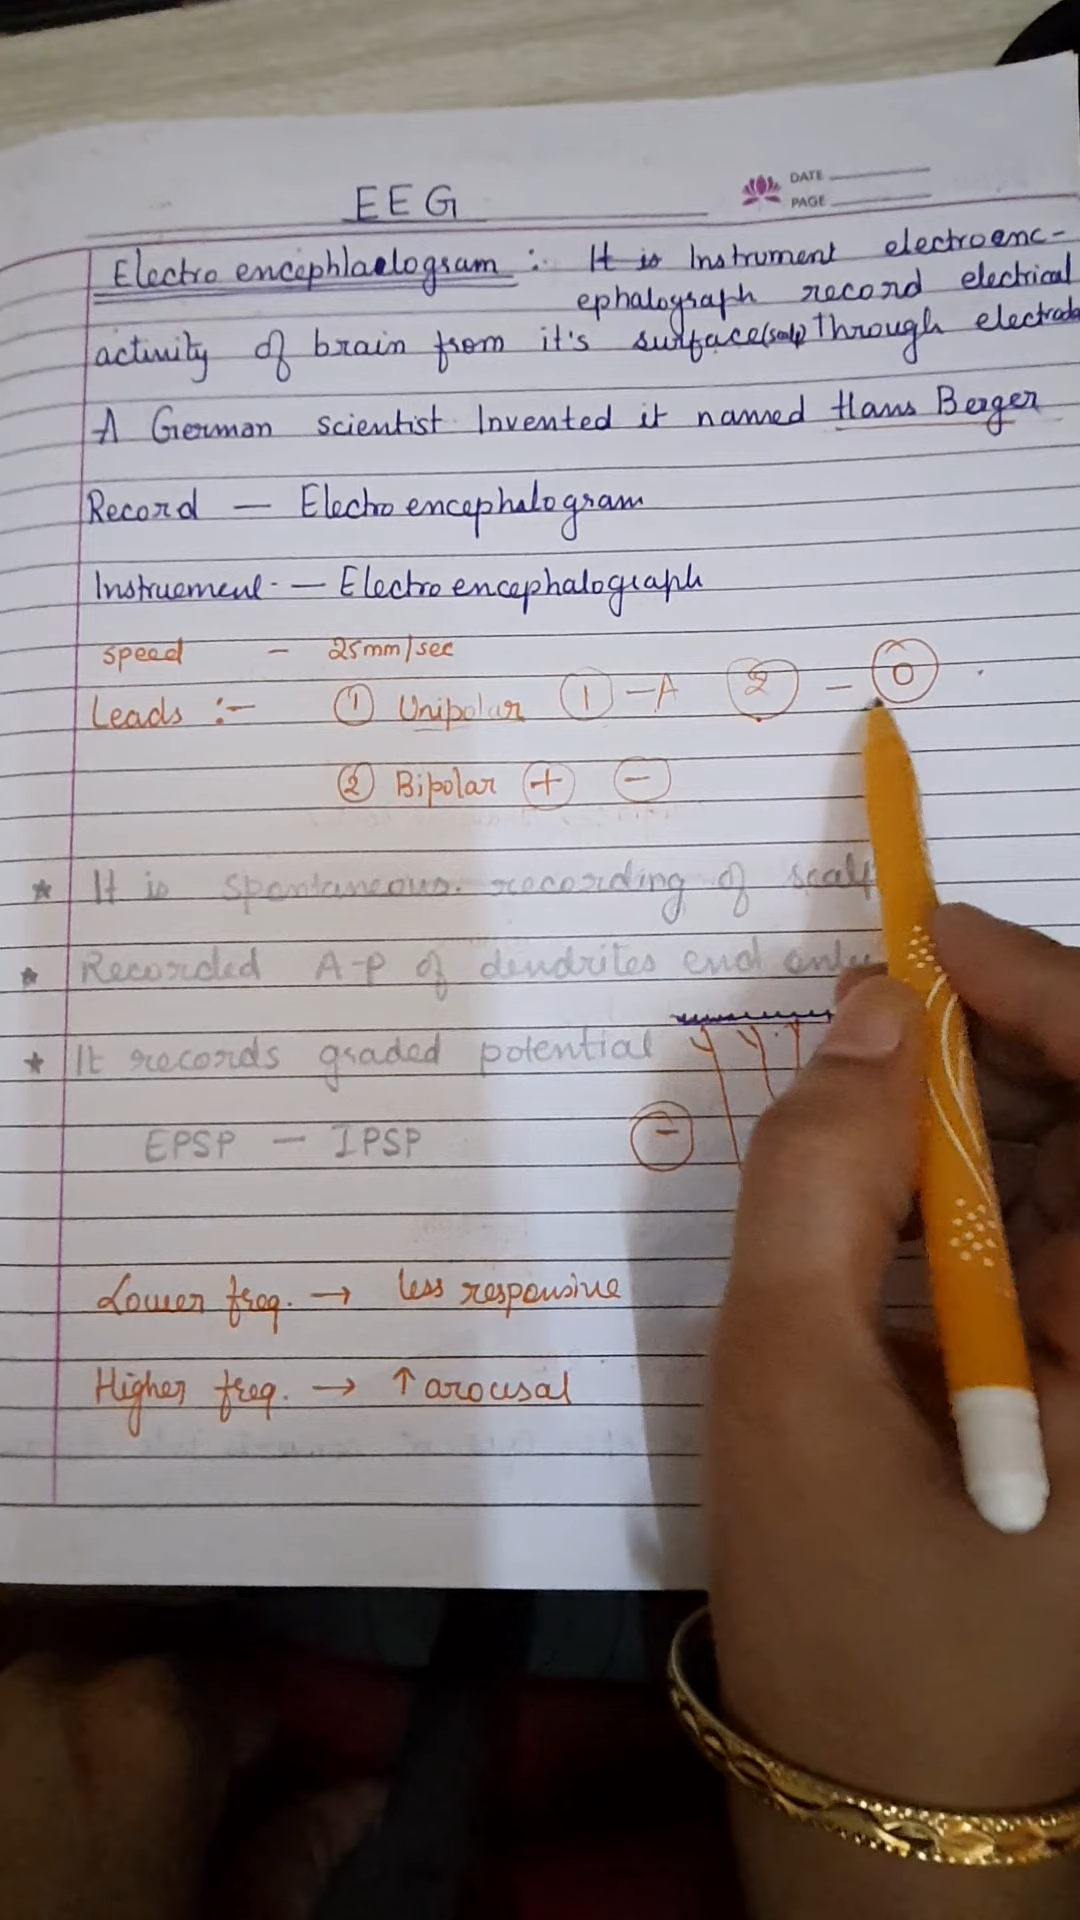 EEG
DATE
PAGE
Electro encephlaelogram :- It is Instrument electroenc-
ephalograph record electrical
activity of brain from it's surface(scalp) Through electrode
A German scientist Invented it named Hans Berger
Record — Electro encephalogram
Instruement - — Electro encephalograph
Speed - 25mm/sec
Leads :- ① Unipolar ① - A ② - ⓪
② Bipolar ⊕ ⊖
★ It is spontaneous. recording of scalp
★ Recorded A-P of dendrites end only
★ It records graded potential
EPSP — IPSP ⊖
Lower freq. → less responsive
Higher freq. → ↑ arousal